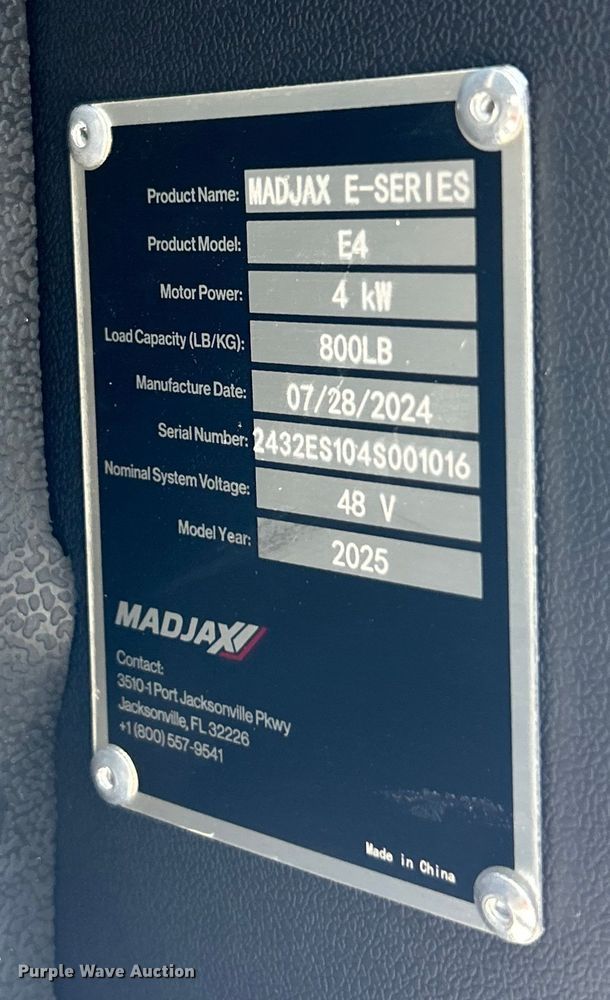 Product Name: MADJAX E-SERIES
Product Model: E4
Motor Power: 4 kW
Load Capacity (LB/KG): 800LB
Manufacture Date: 07/28/2024
Serial Number: 2432ES104S001016
Nominal System Voltage: 48 V
Model Year: 2025
MADJAX
Contact:
3510-1 Port Jacksonville Pkwy
Jacksonville, FL 32226
+1 (800) 557-9541
Made in China
Purple Wave Auction